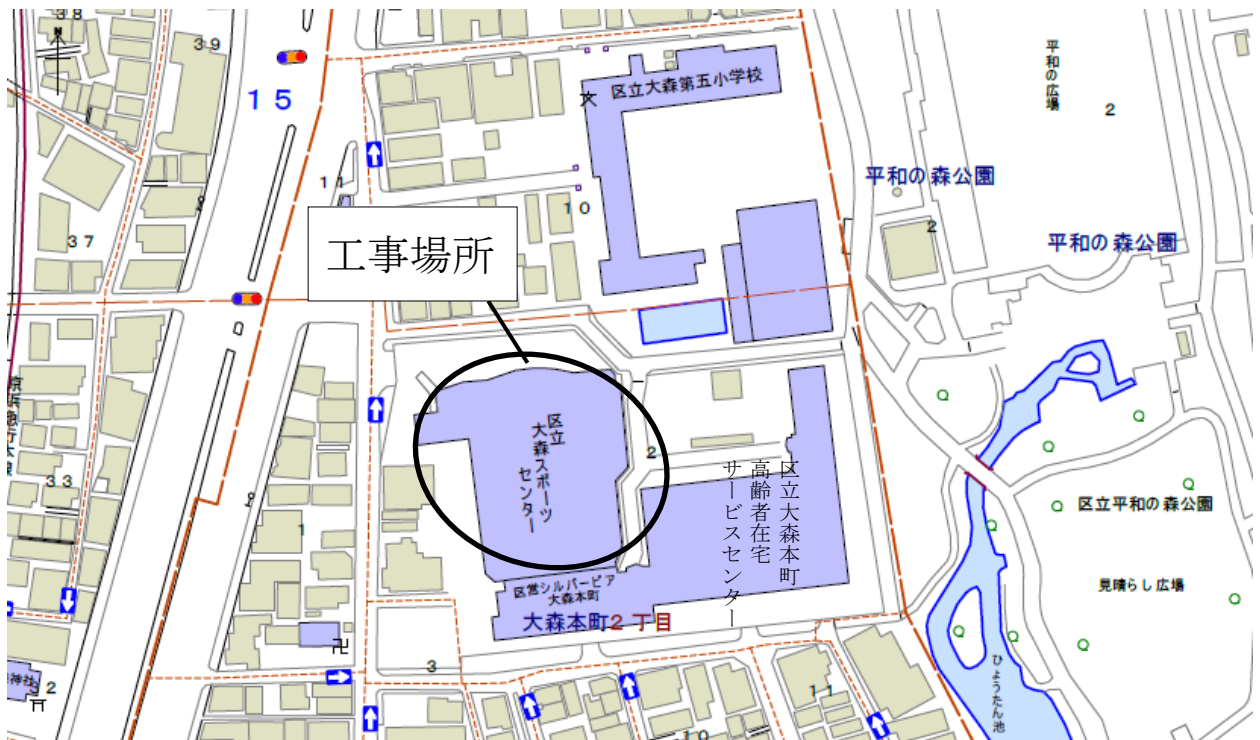 38
N
39
15
37
11
区立大森第五小学校
文
10
平和の広場
2
平和の森公園
2
平和の森公園
工事場所
区立
大森スポーツ
センター
2
区立大森本町
高齢者在宅
サービスセンター
区営シルバーピア
大森本町
大森本町2丁目
33
1
卍
3
11
10
区立平和の森公園
見晴らし広場
ひょうたん池